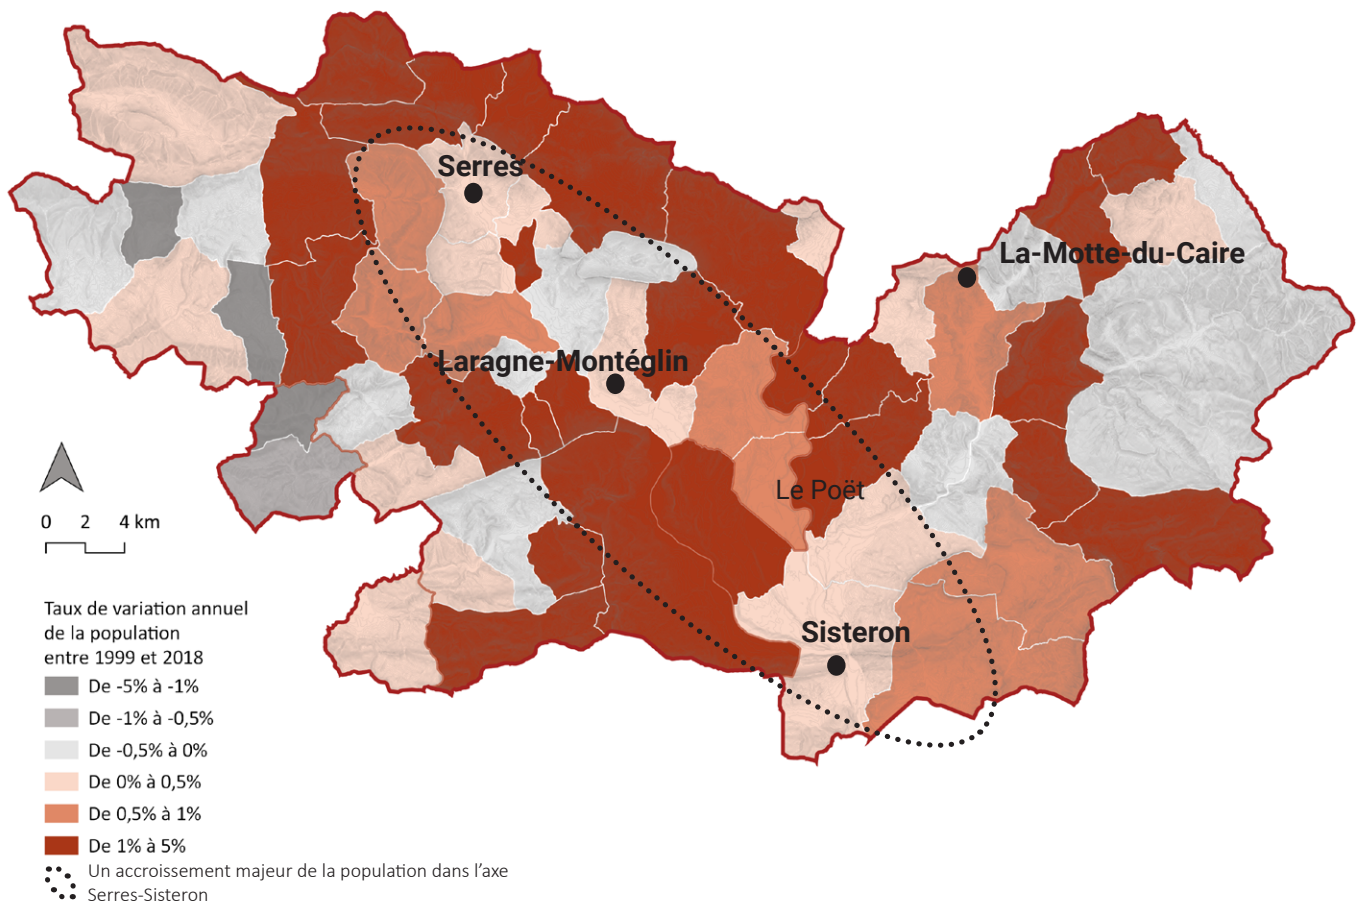 Serres
La-Motte-du-Caire
Laragne-Montéglin
Le Poët
Sisteron
0 2 4 km
Taux de variation annuel
de la population
entre 1999 et 2018
De -5% à -1%
De -1% à -0,5%
De -0,5% à 0%
De 0% à 0,5%
De 0,5% à 1%
De 1% à 5%
Un accroissement majeur de la population dans l’axe
Serres-Sisteron